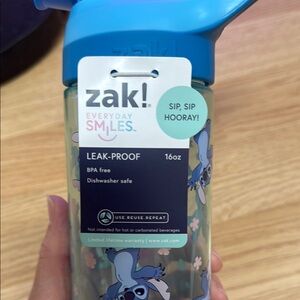 zak!
EVERYDAY
SMILES™
SIP, SIP
HOORAY!
LEAK-PROOF
16oz
BPA free
Dishwasher safe
USE REUSE REPEAT
Not intended for hot or carbonated beverages
Limited lifetime warranty | www.zak.com